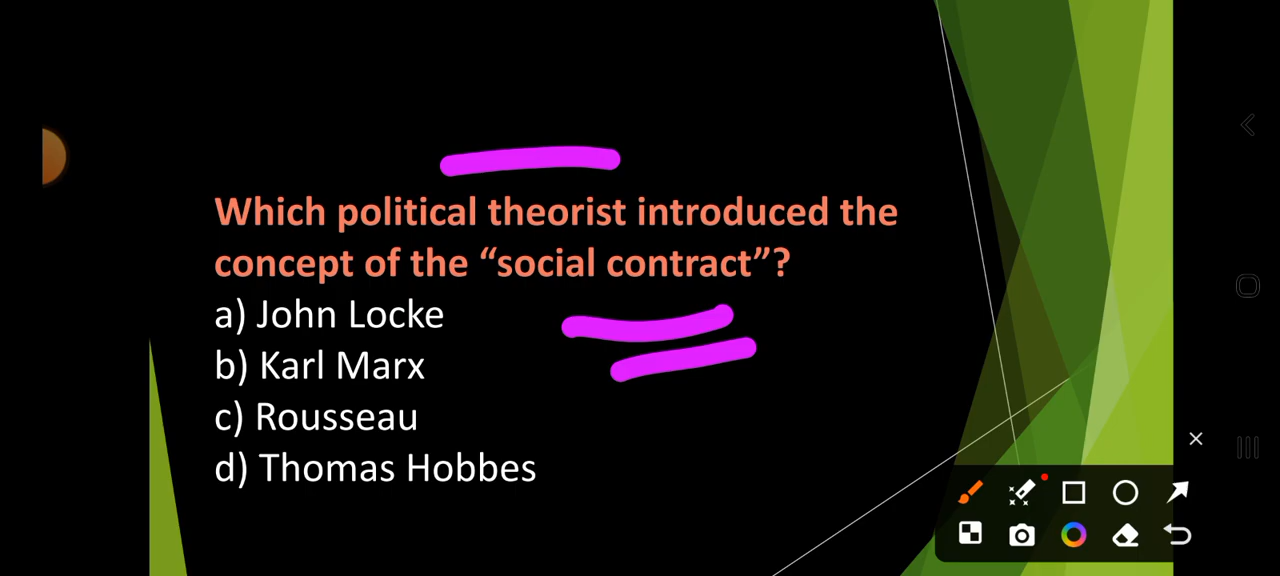 Which political theorist introduced the
concept of the “social contract”?
a) John Locke
b) Karl Marx
c) Rousseau
d) Thomas Hobbes